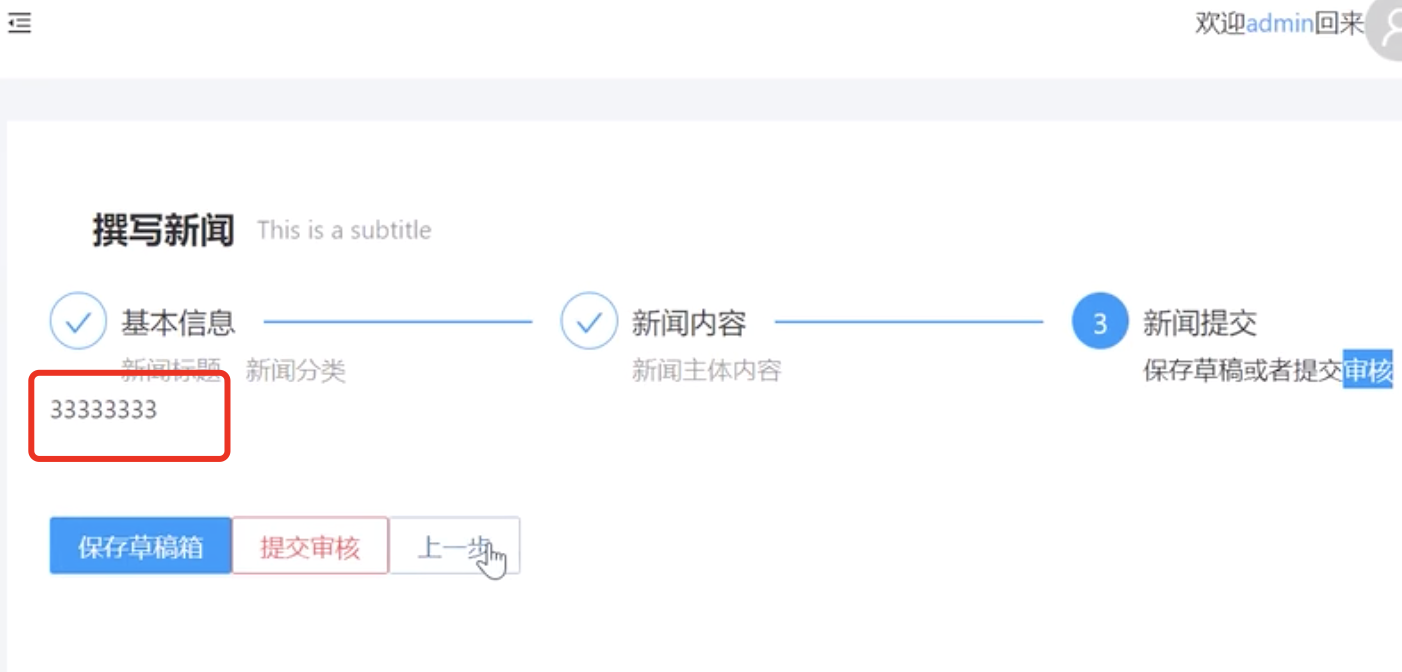 欢迎admin回来
撰写新闻 This is a subtitle
基本信息 新闻内容 3 新闻提交
新闻标题，新闻分类 新闻主体内容 保存草稿或者提交审核
33333333
保存草稿箱 提交审核 上一步